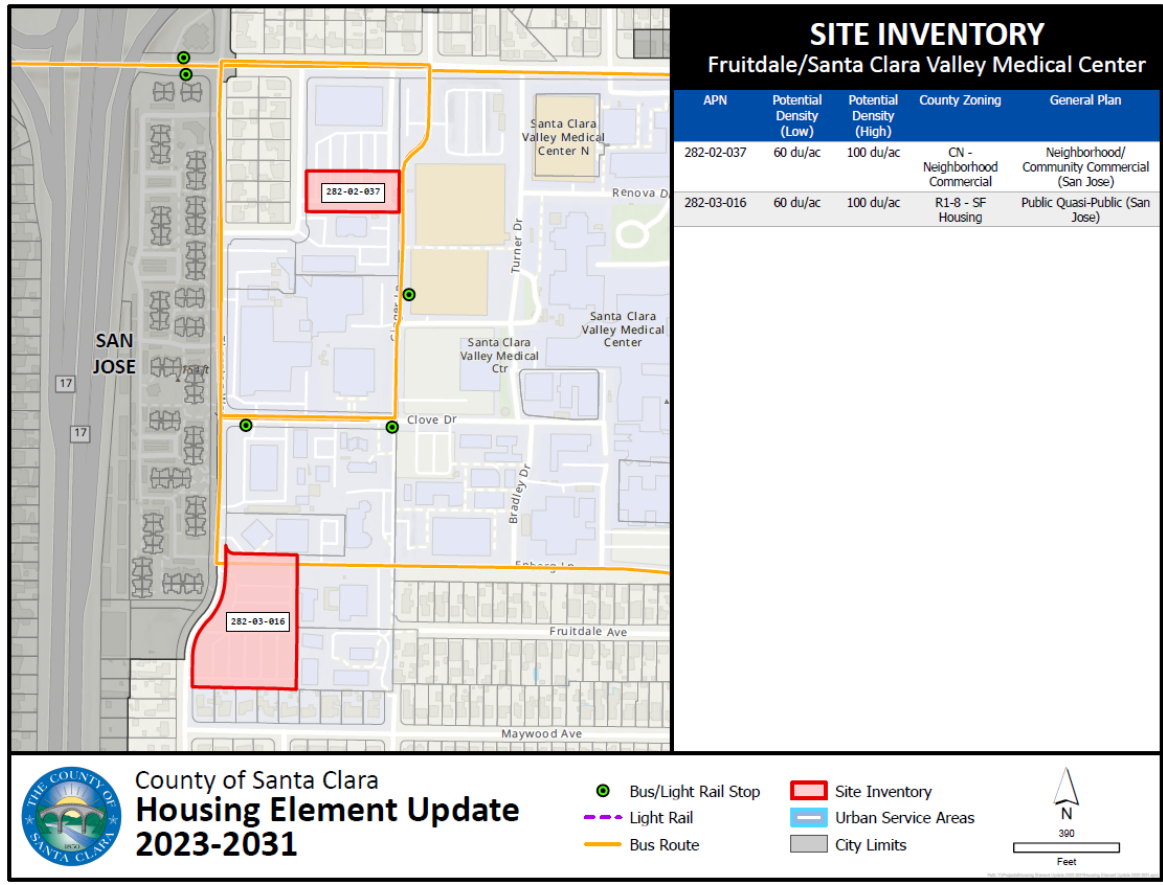 SITE INVENTORY
Fruitdale/Santa Clara Valley Medical Center
APN
Potential Density (Low)
Potential Density (High)
County Zoning
General Plan
282-02-037
60 du/ac
100 du/ac
CN - Neighborhood Commercial
Neighborhood/ Community Commercial (San Jose)
282-03-016
60 du/ac
100 du/ac
R1-8 - SF Housing
Public Quasi-Public (San Jose)
Santa Clara
Valley Medical
Center N
282-02-037
Renova D
Turner Dr
SAN
JOSE
17
17
Santa Clara
Valley Medical
Center
Santa Clara
Valley Medical
Ctr
Clove Dr
Bradley Dr
282-03-016
Fruitdale Ave
Maywood Ave
THE COUNTY OF
SANTA CLARA
1850
County of Santa Clara
Housing Element Update
2023-2031
Bus/Light Rail Stop
Light Rail
Bus Route
Site Inventory
Urban Service Areas
City Limits
N
390
Feet